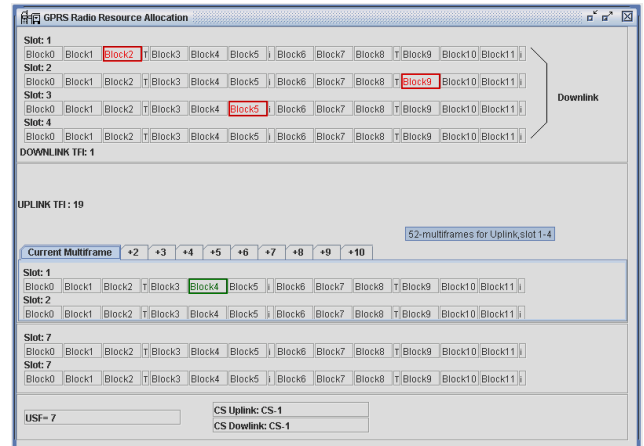 GPRS Radio Resource Allocation
Slot: 1
Block0 Block1 Block2 T Block3 Block4 Block5 i Block6 Block7 Block8 T Block9 Block10 Block11 i
Slot: 2
Block0 Block1 Block2 T Block3 Block4 Block5 i Block6 Block7 Block8 T Block9 Block10 Block11 i
Slot: 3
Block0 Block1 Block2 T Block3 Block4 Block5 i Block6 Block7 Block8 T Block9 Block10 Block11 i
Downlink
Slot: 4
Block0 Block1 Block2 T Block3 Block4 Block5 i Block6 Block7 Block8 T Block9 Block10 Block11 i
DOWNLINK TFI: 1
UPLINK TFI : 19
52-multiframes for Uplink,slot 1-4
Current Multiframe +2 +3 +4 +5 +6 +7 +8 +9 +10
Slot: 1
Block0 Block1 Block2 T Block3 Block4 Block5 i Block6 Block7 Block8 T Block9 Block10 Block11 i
Slot: 2
Block0 Block1 Block2 T Block3 Block4 Block5 i Block6 Block7 Block8 T Block9 Block10 Block11 i
Slot: 7
Block0 Block1 Block2 T Block3 Block4 Block5 i Block6 Block7 Block8 T Block9 Block10 Block11 i
Slot: 7
Block0 Block1 Block2 T Block3 Block4 Block5 i Block6 Block7 Block8 T Block9 Block10 Block11 i
USF= 7
CS Uplink: CS-1
CS Dowlink: CS-1